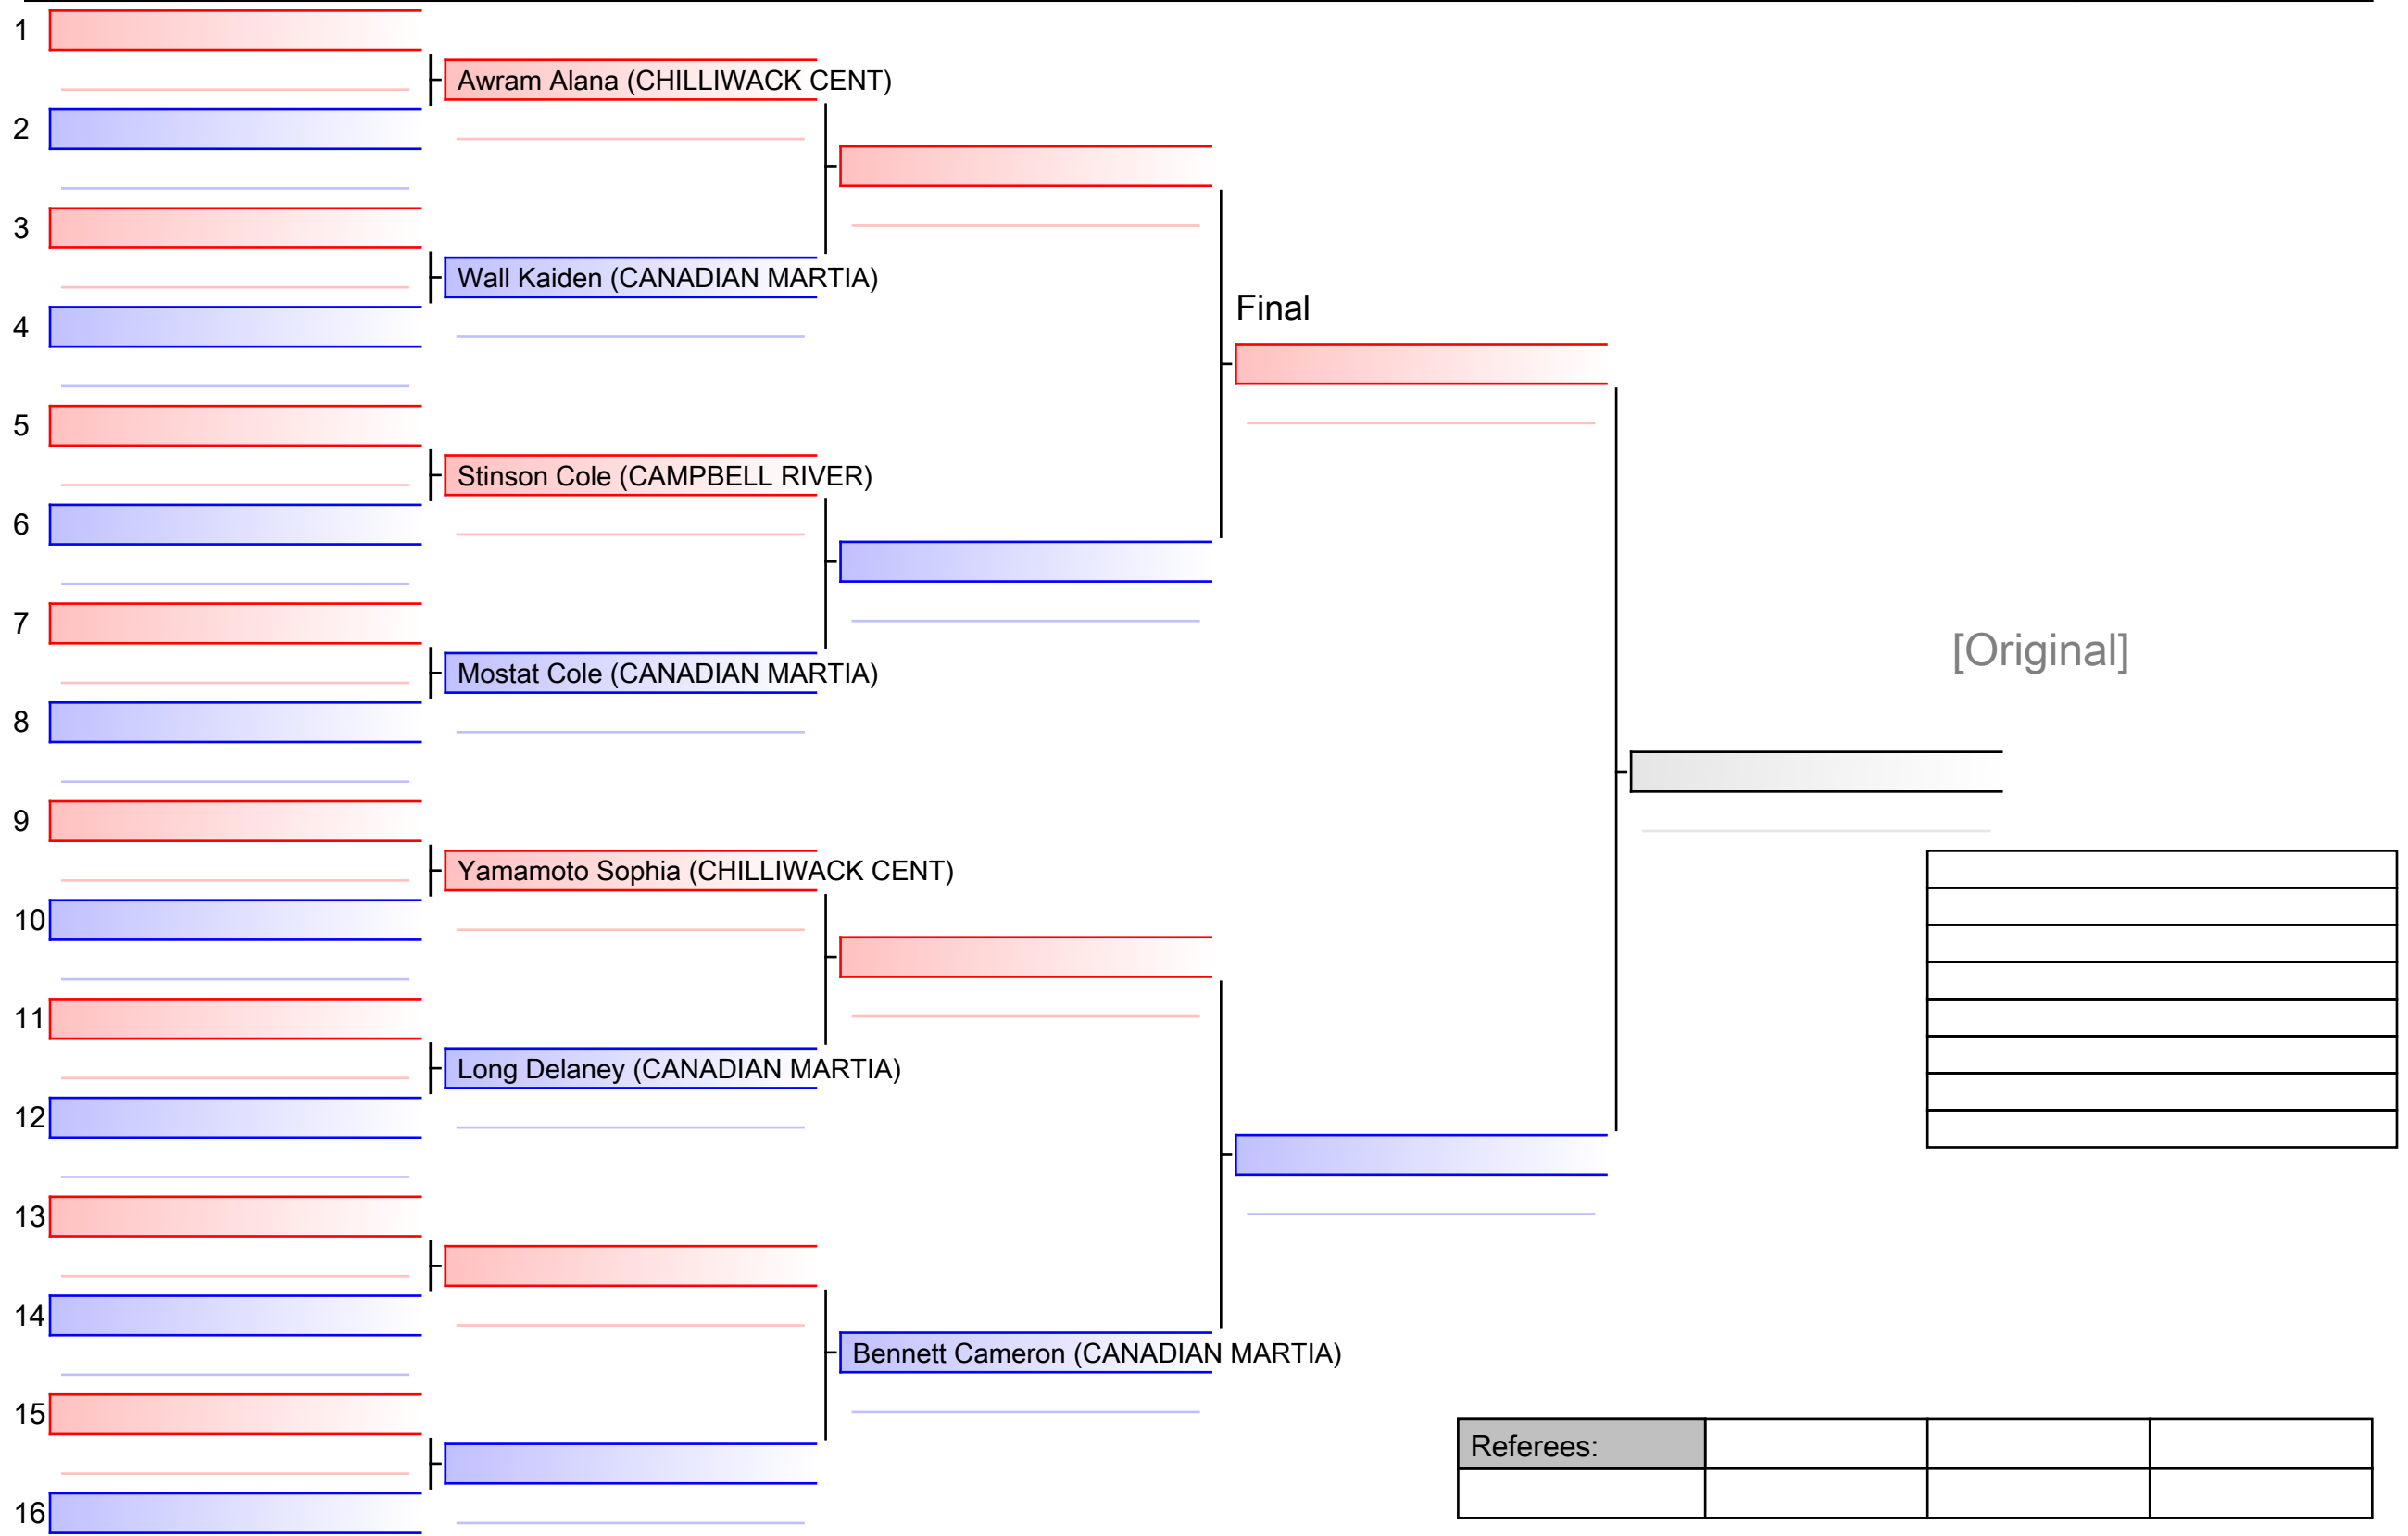 1
Awram Alana (CHILLIWACK CENT)
2
3
Wall Kaiden (CANADIAN MARTIA)
Final
4
5
Stinson Cole (CAMPBELL RIVER)
6
7
[Original]
Mostat Cole (CANADIAN MARTIA)
8
9
Yamamoto Sophia (CHILLIWACK CENT)
10
11
Long Delaney (CANADIAN MARTIA)
12
13
14
Bennett Cameron (CANADIAN MARTIA)
15
Referees:
16